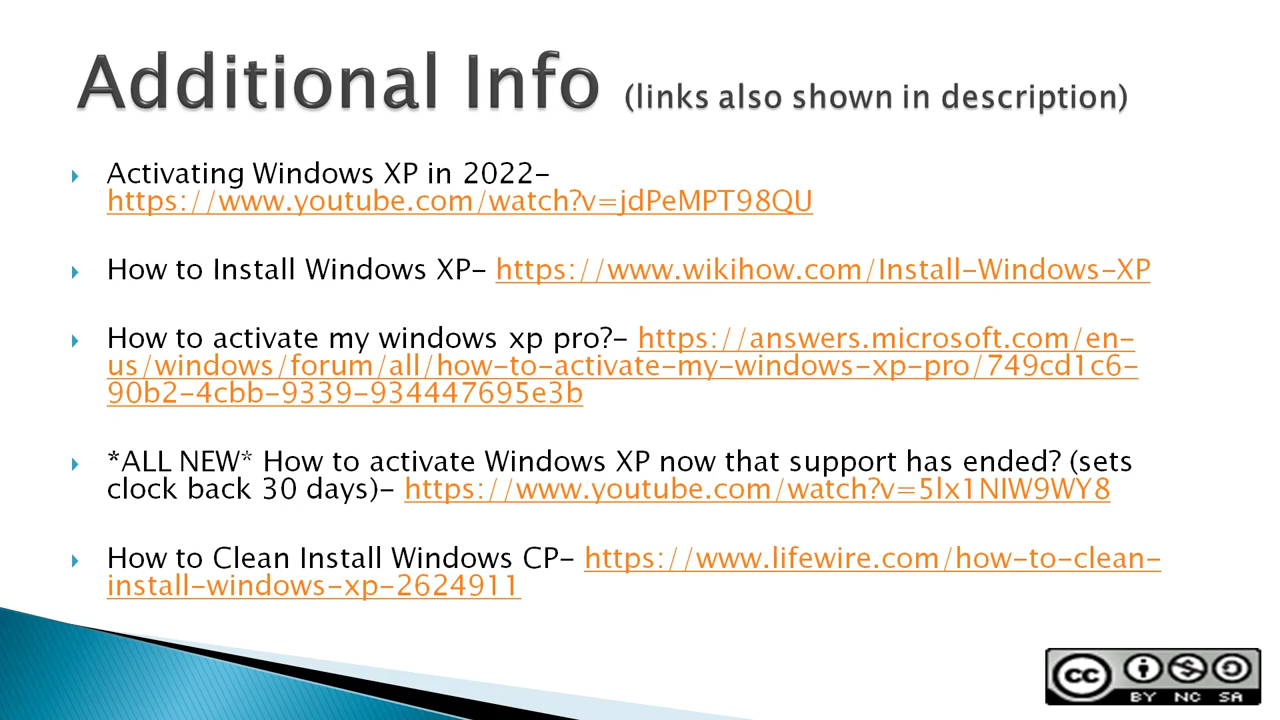 Additional Info (links also shown in description)
Activating Windows XP in 2022-
https://www.youtube.com/watch?v=jdPeMPT98QU
How to Install Windows XP- https://www.wikihow.com/Install-Windows-XP
How to activate my windows xp pro?- https://answers.microsoft.com/en-
us/windows/forum/all/how-to-activate-my-windows-xp-pro/749cd1c6-
90b2-4cbb-9339-934447695e3b
*ALL NEW* How to activate Windows XP now that support has ended? (sets
clock back 30 days)- https://www.youtube.com/watch?v=5lx1NIW9WY8
How to Clean Install Windows CP- https://www.lifewire.com/how-to-clean-
install-windows-xp-2624911
cc
BY NC SA